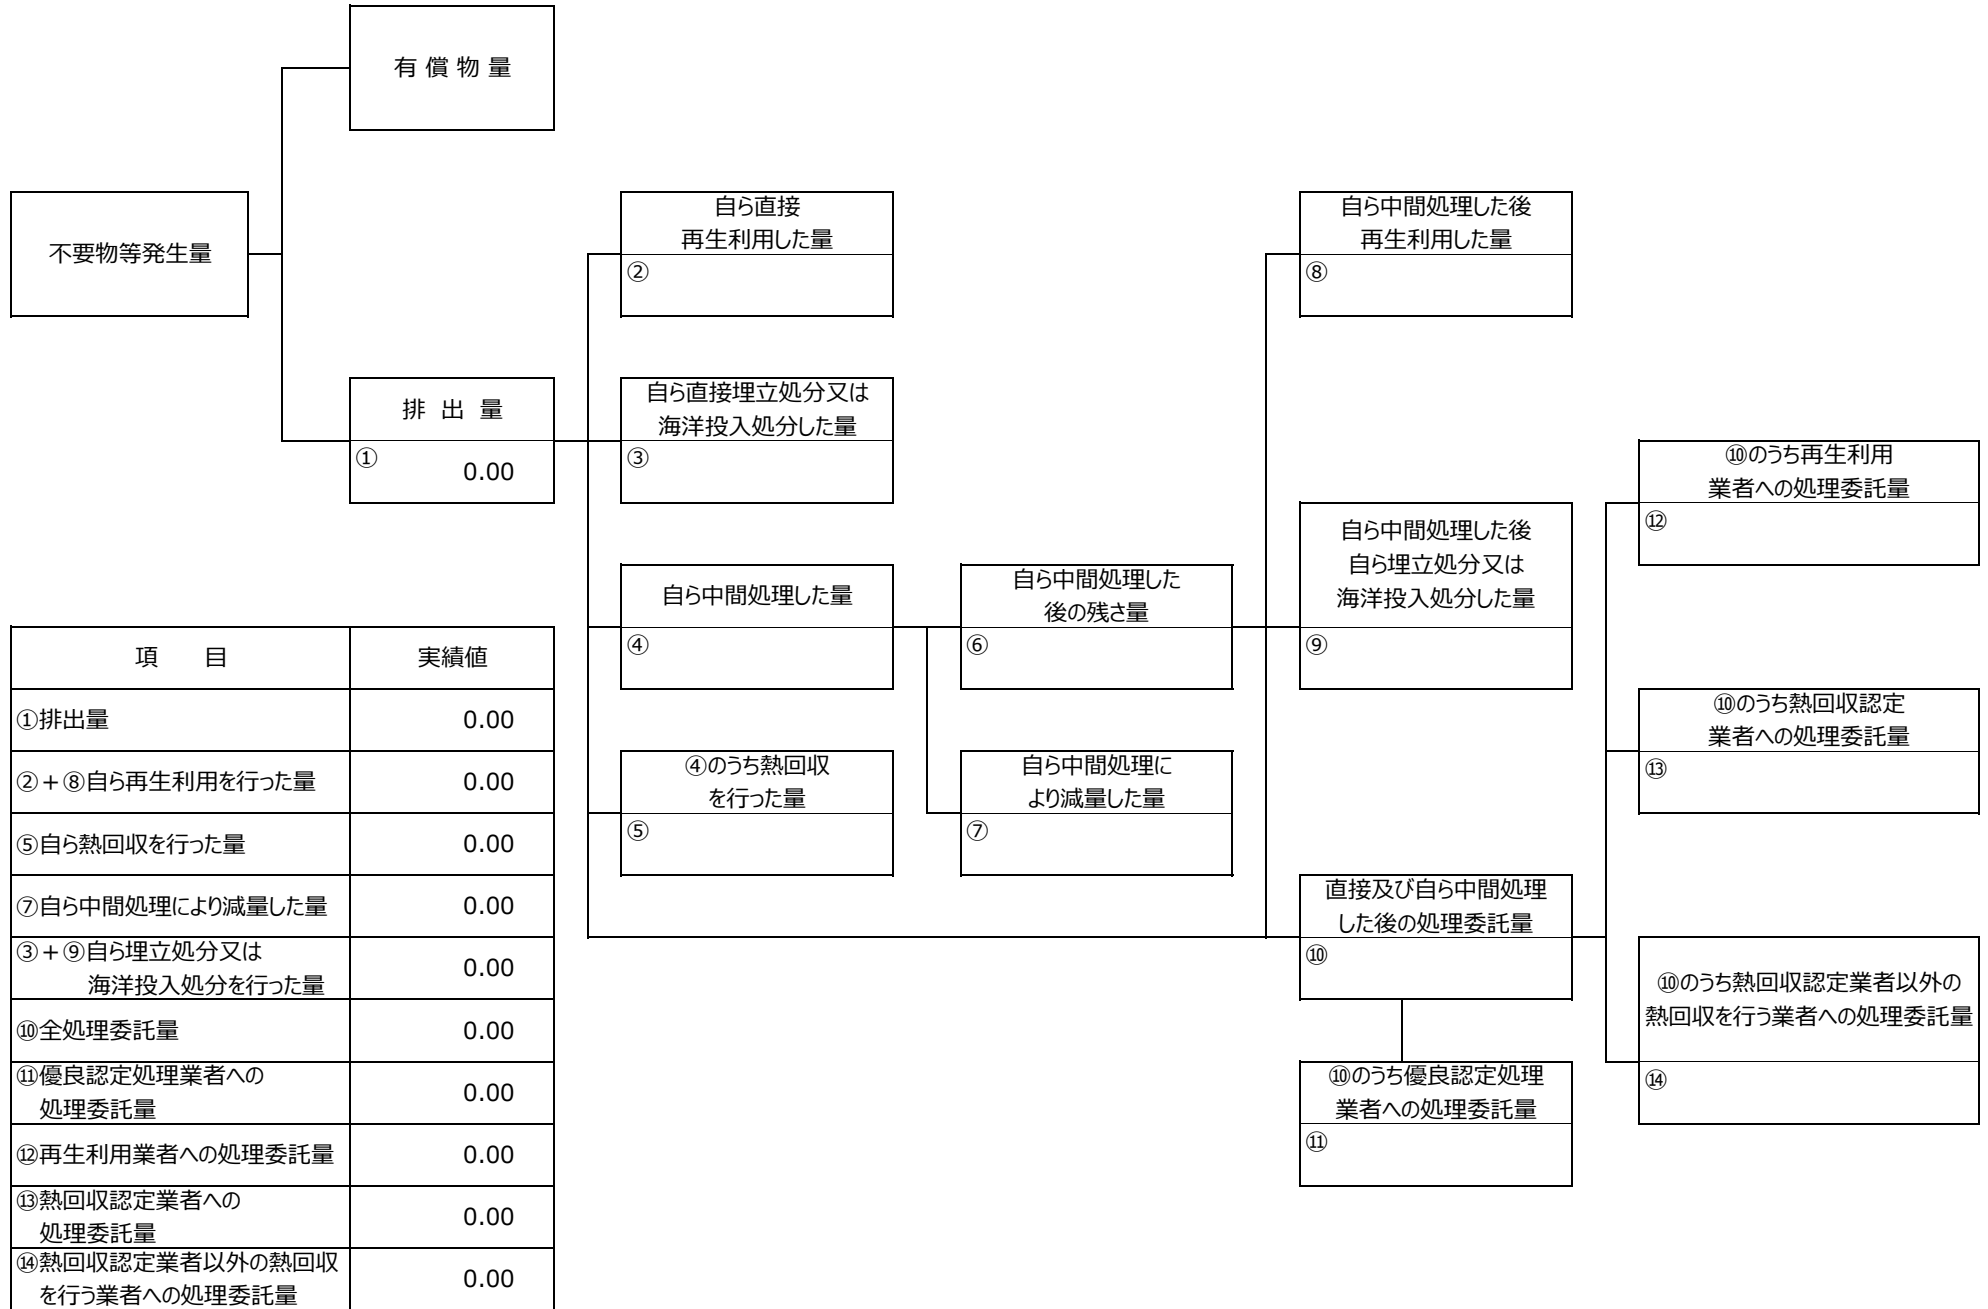 有 償 物 量
不要物等発生量
自ら直接
再生利用した量
②
自ら中間処理した後
再生利用した量
⑧
排 出 量
① 0.00
自ら直接埋立処分又は
海洋投入処分した量
③
⑩のうち再生利用
業者への処理委託量
⑫
自ら中間処理した後
自ら埋立処分又は
海洋投入処分した量
⑨
自ら中間処理した量
④
自ら中間処理した
後の残さ量
⑥
④のうち熱回収
を行った量
⑤
自ら中間処理に
より減量した量
⑦
⑩のうち熱回収認定
業者への処理委託量
⑬
直接及び自ら中間処理
した後の処理委託量
⑩
⑩のうち熱回収認定業者以外の
熱回収を行う業者への処理委託量
⑭
⑩のうち優良認定処理
業者への処理委託量
⑪
項 目 実績値
①排出量 0.00
②+⑧自ら再生利用を行った量 0.00
⑤自ら熱回収を行った量 0.00
⑦自ら中間処理により減量した量 0.00
③+⑨自ら埋立処分又は
海洋投入処分を行った量 0.00
⑩全処理委託量 0.00
⑪優良認定処理業者への
処理委託量 0.00
⑫再生利用業者への処理委託量 0.00
⑬熱回収認定業者への
処理委託量 0.00
⑭熱回収認定業者以外の熱回収
を行う業者への処理委託量 0.00